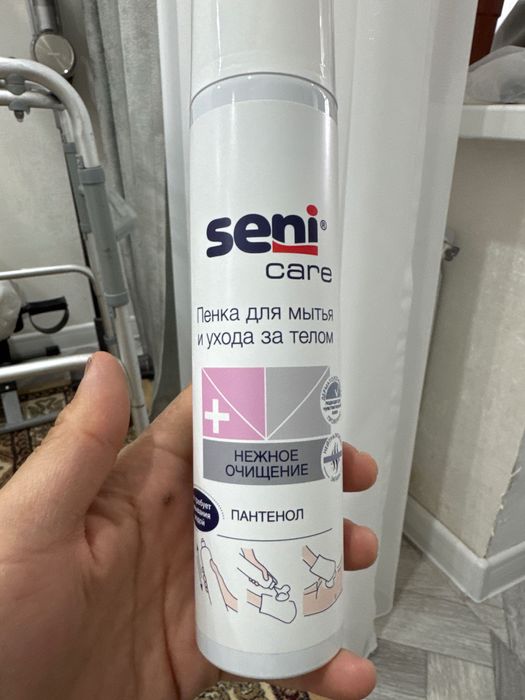 seni®
care
Пенка для мытья
и ухода за телом
НЕЖНОЕ
ОЧИЩЕНИЕ
ПАНТЕНОЛ